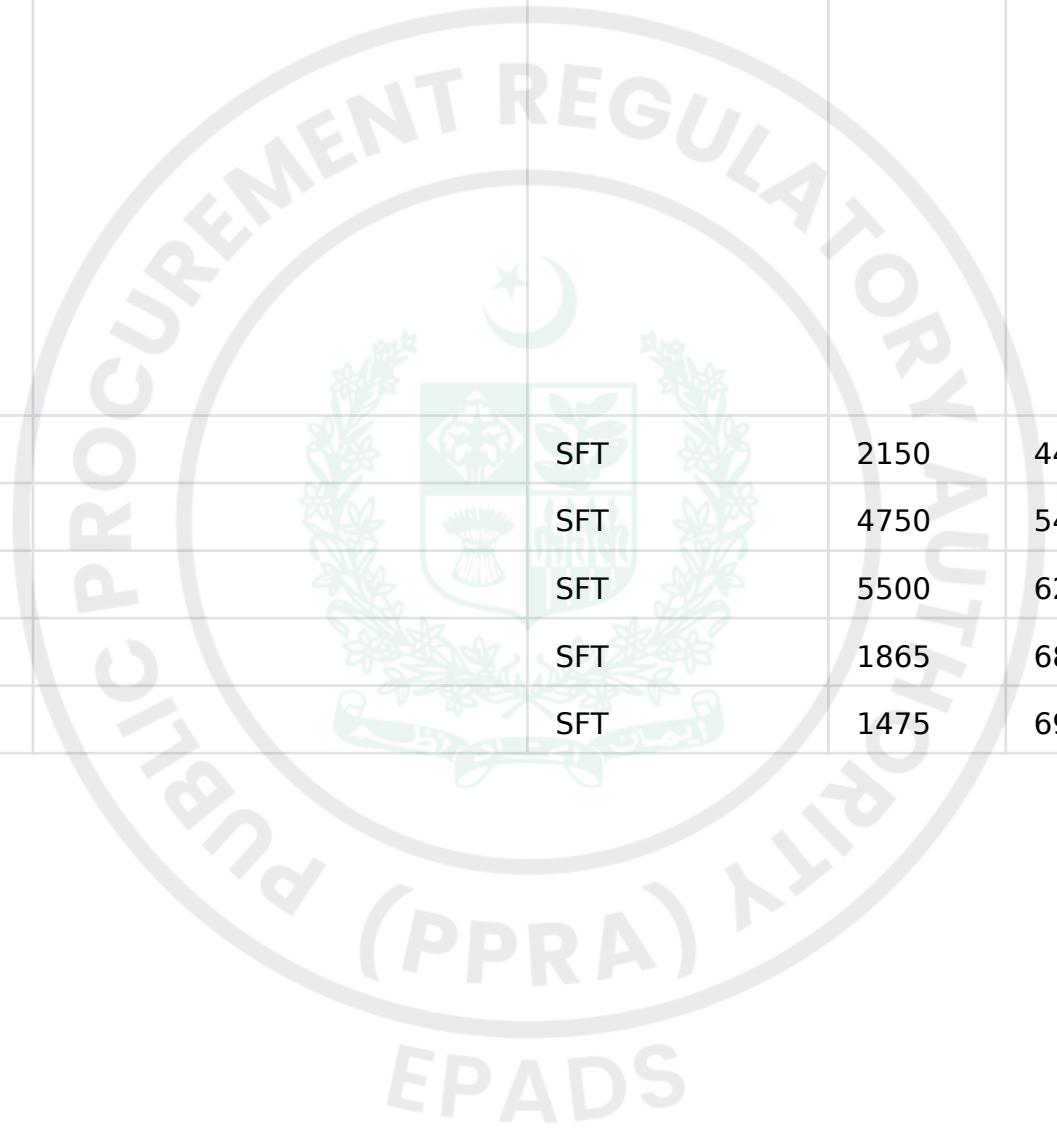 PUBLIC PROCUREMENT REGULATORY AUTHORITY
SFT 2150
SFT 4750
SFT 5500
SFT 1865
SFT 1475
(PPRA)
EPADS